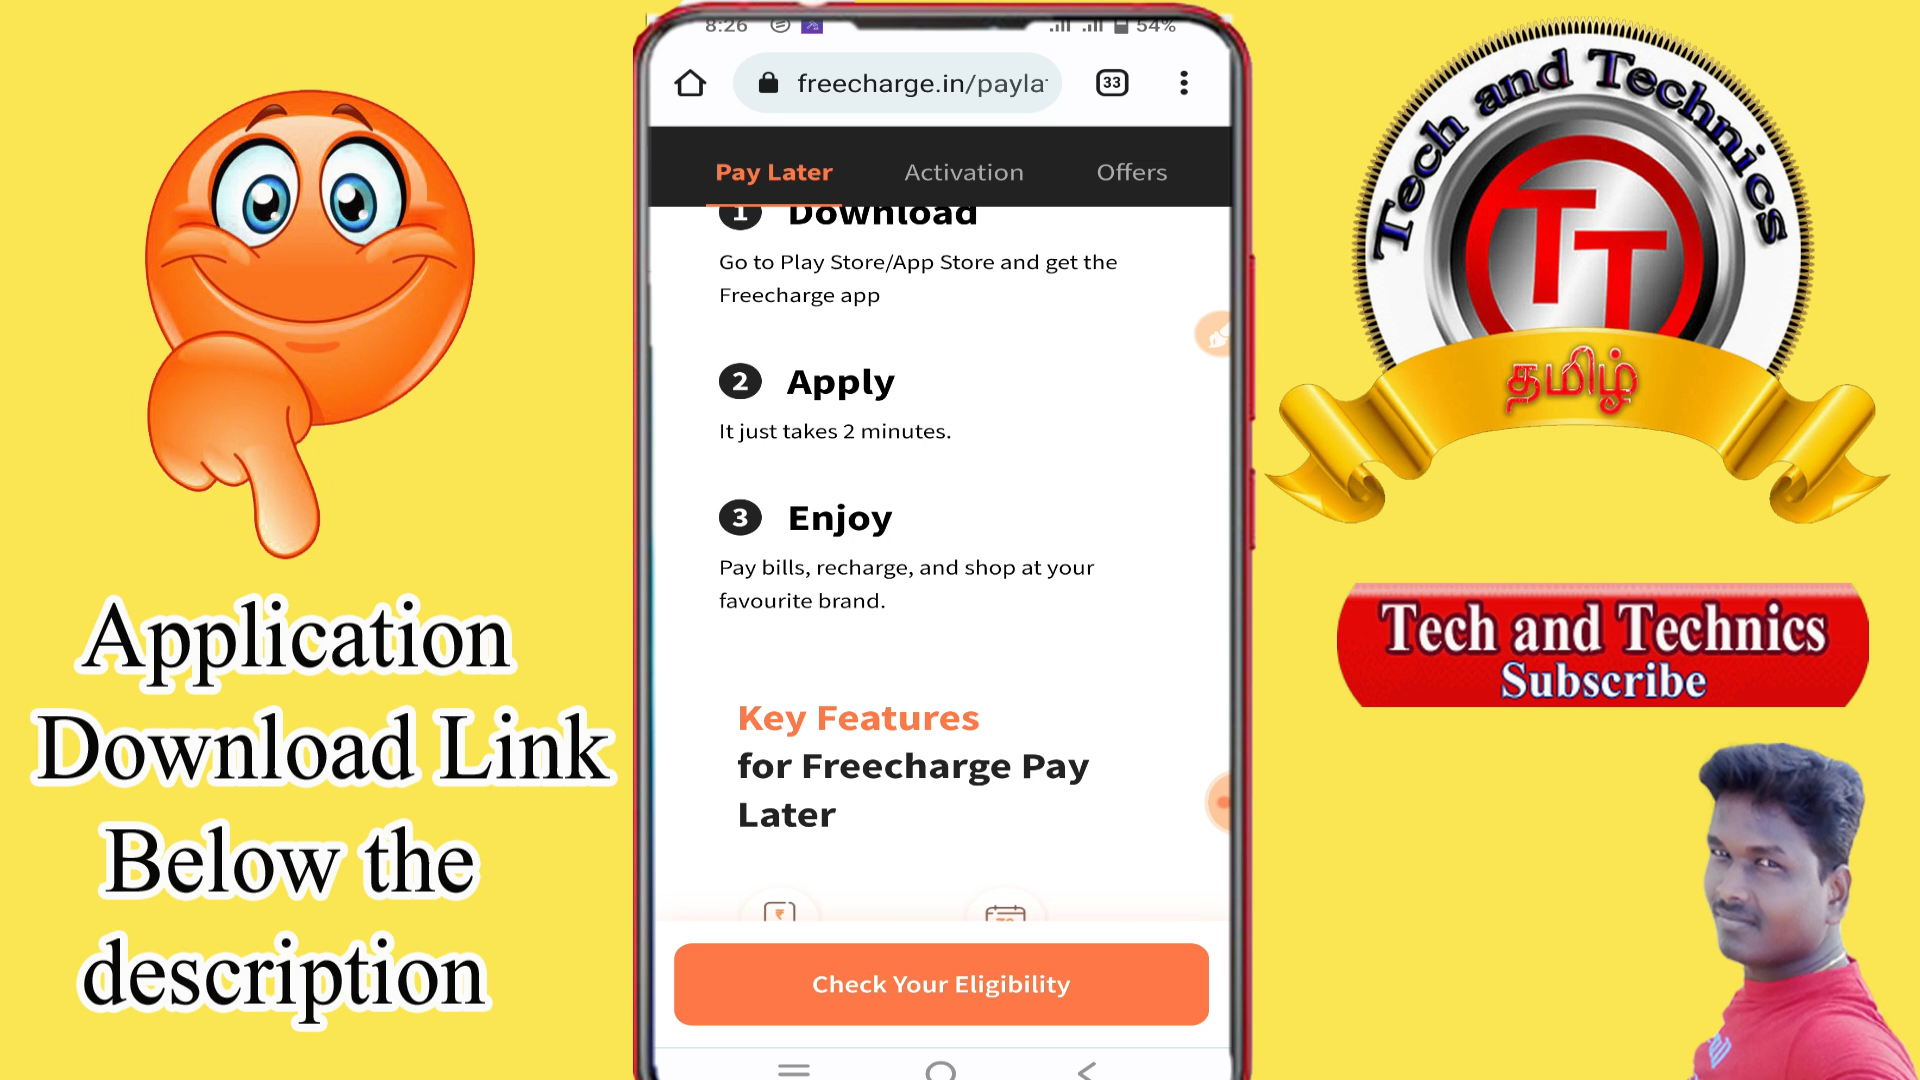 8:26
54%
freecharge.in/payla
33
Pay Later
Activation
Offers
1 Download
Go to Play Store/App Store and get the
Freecharge app
2 Apply
It just takes 2 minutes.
3 Enjoy
Pay bills, recharge, and shop at your
favourite brand.
Key Features
for Freecharge Pay
Later
₹
Check Your Eligibility
Application
Download Link
Below the
description
Tech and Technics
TT
தமிழ்
Tech and Technics
Subscribe